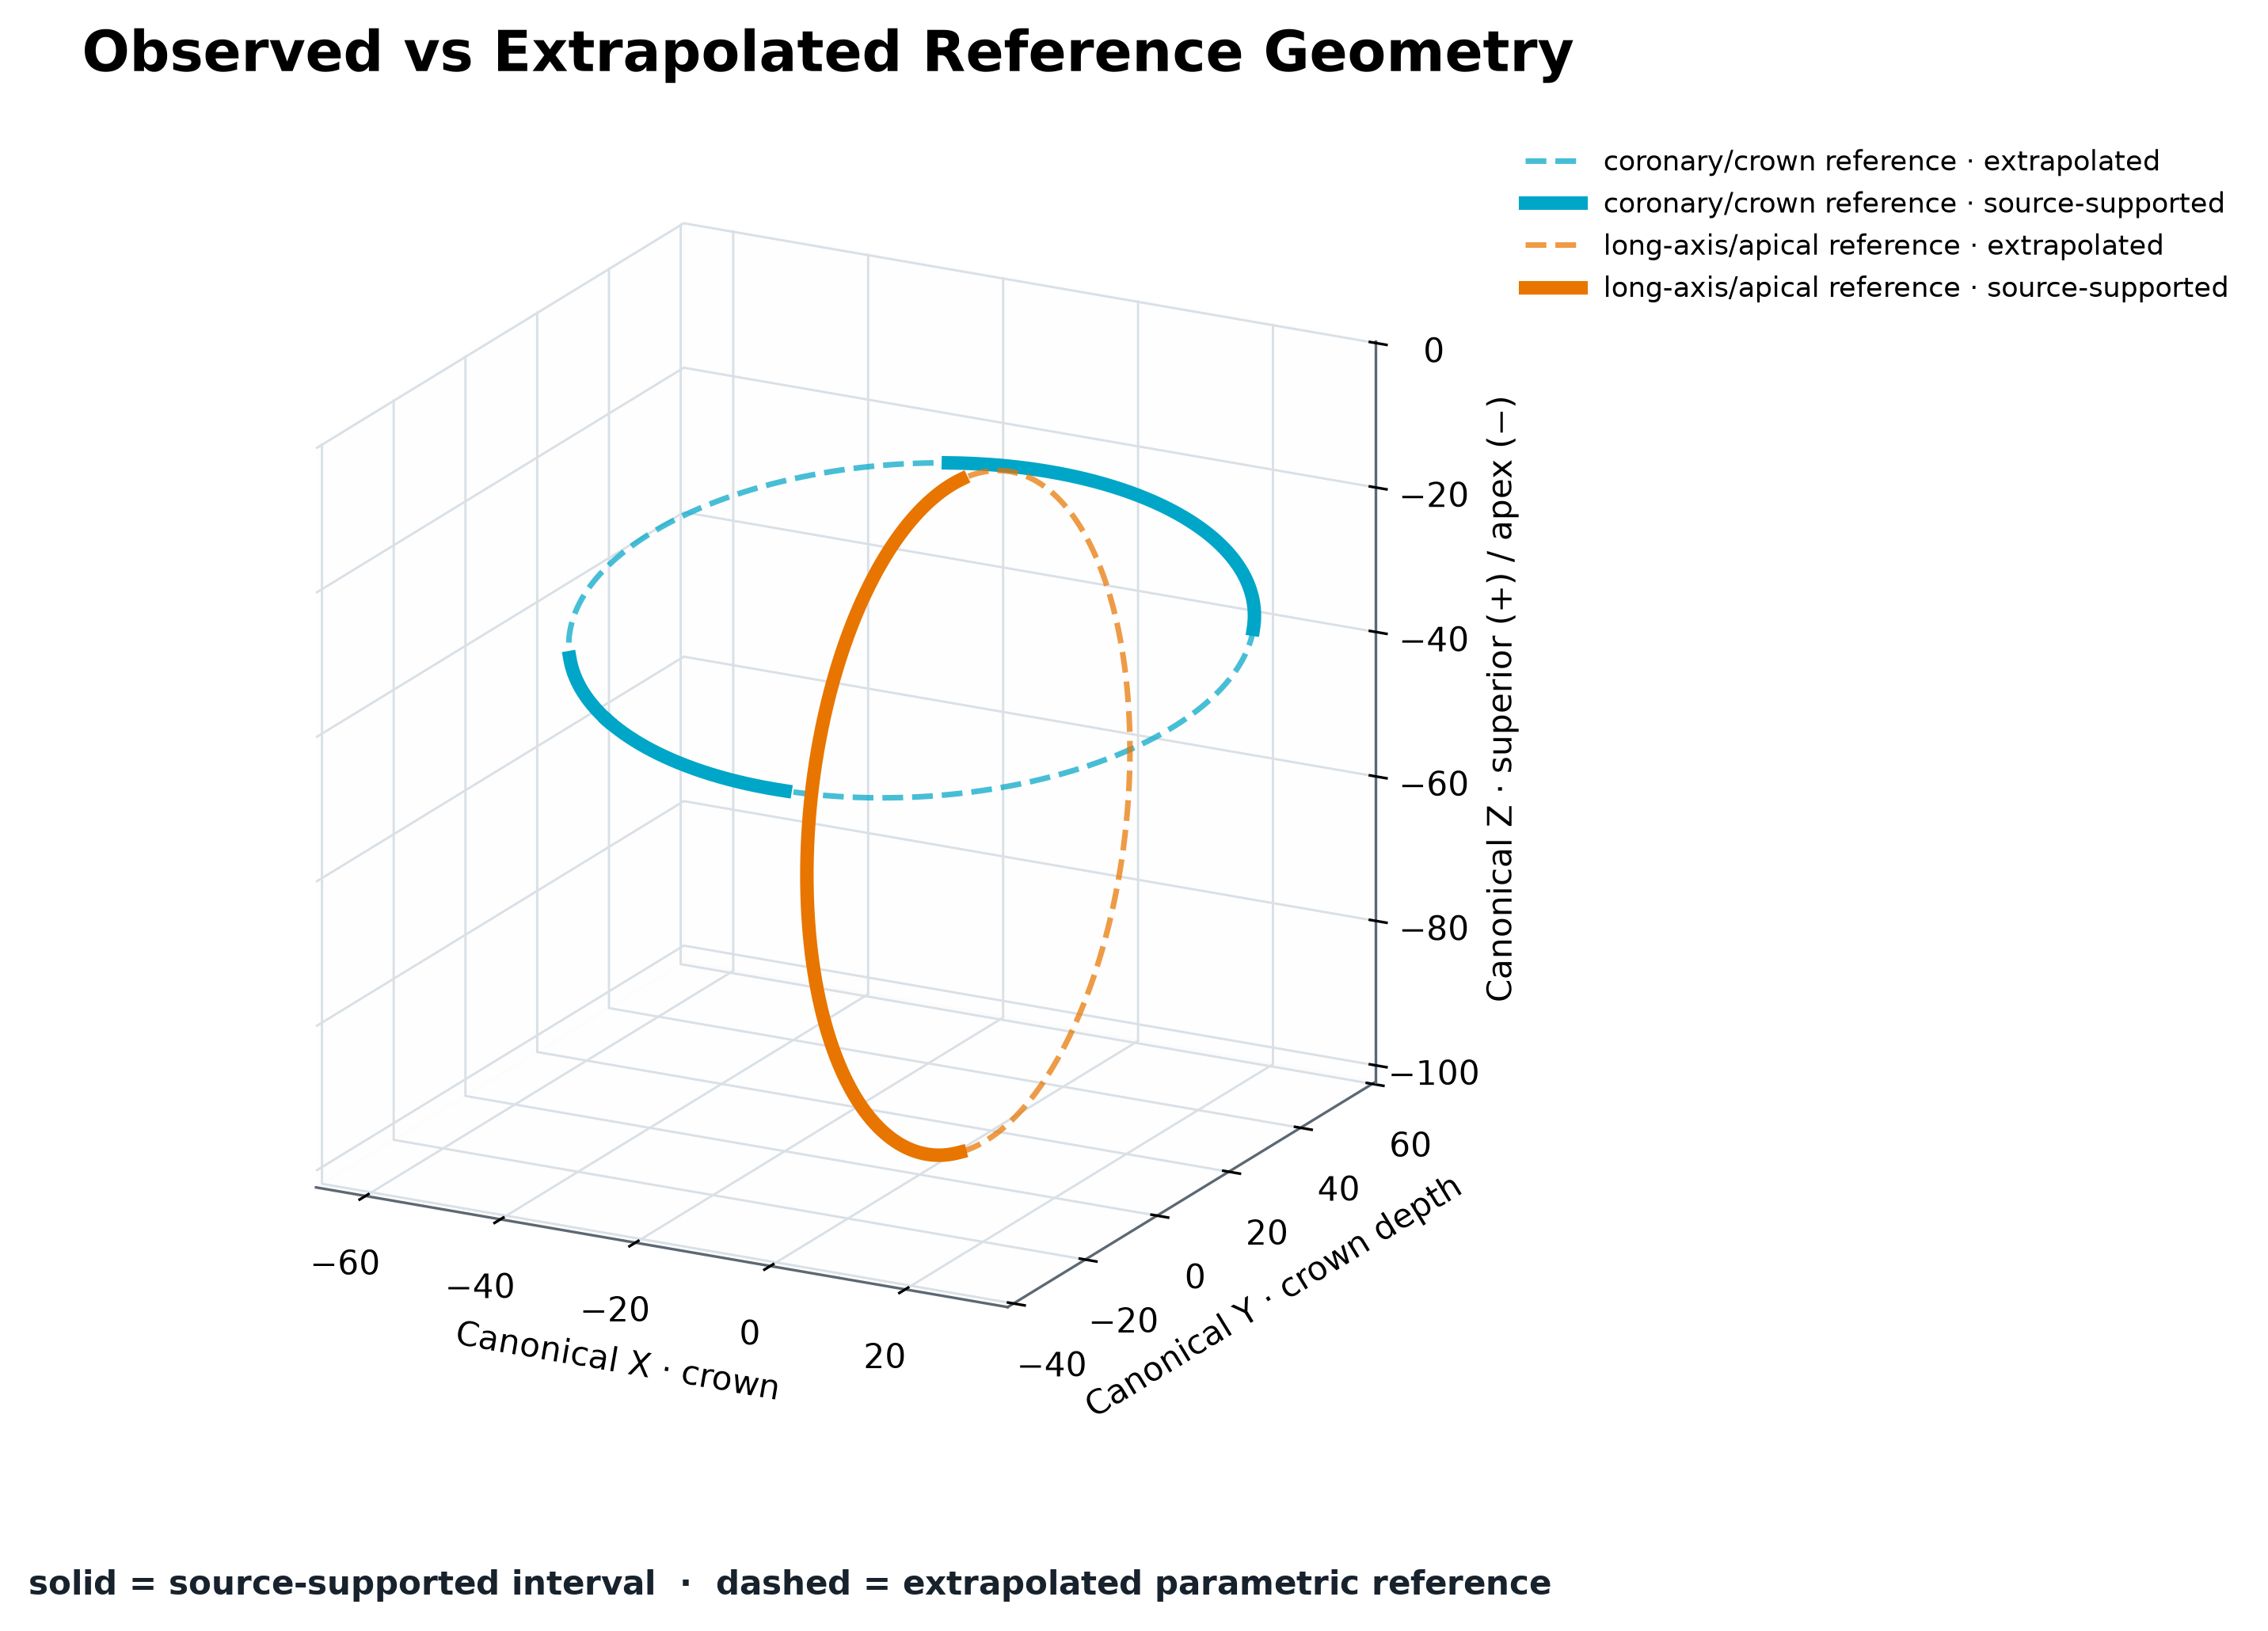 Observed vs Extrapolated Reference Geometry
coronary/crown reference · extrapolated
coronary/crown reference · source-supported
long-axis/apical reference · extrapolated
long-axis/apical reference · source-supported
0
−20
−40
−60
−80
−100
Canonical Z · superior (+) / apex (−)
60
40
20
0
−20
−40
Canonical Y · crown depth
−60
−40
−20
0
20
Canonical X · crown
solid = source-supported interval · dashed = extrapolated parametric reference